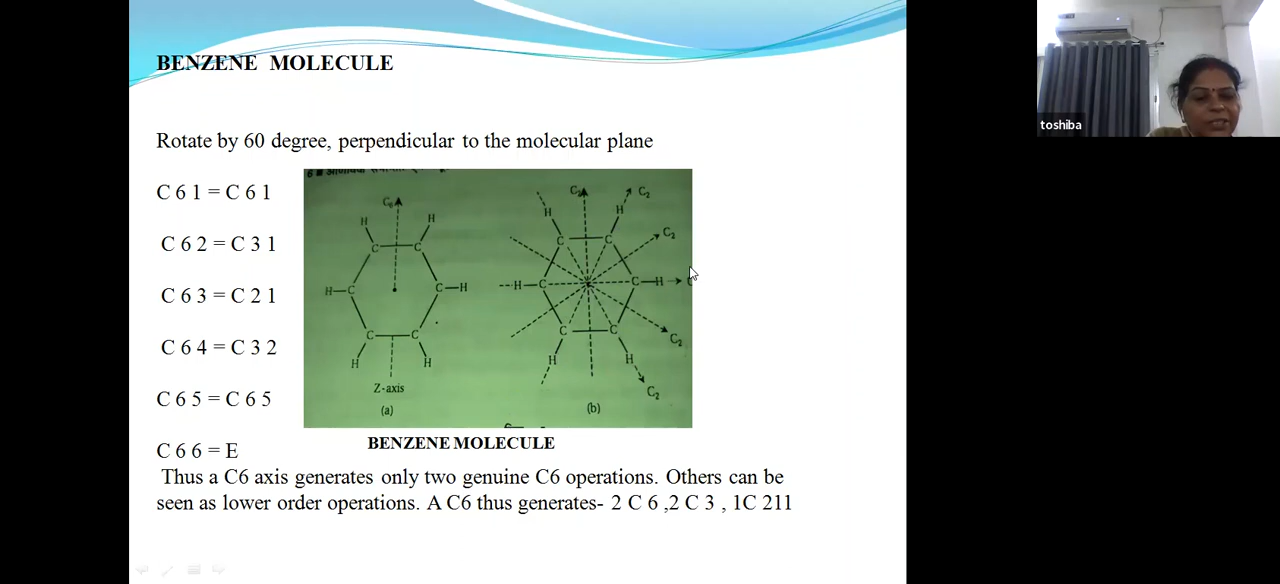 BENZENE MOLECULE
toshiba
Rotate by 60 degree, perpendicular to the molecular plane
C 6 1 = C 6 1
C 6 2 = C 3 1
C 6 3 = C 2 1
C 6 4 = C 3 2
C 6 5 = C 6 5
C 6 6 = E
C₆
H H
C C
H—C C—H
C C
H H
Z-axis
(a)
C₂ C₂
H H
C C C₂
H—C C—H
C C C₂
H H
C₂
(b)
BENZENE MOLECULE
Thus a C6 axis generates only two genuine C6 operations. Others can be
seen as lower order operations. A C6 thus generates- 2 C 6 ,2 C 3 , 1C 211